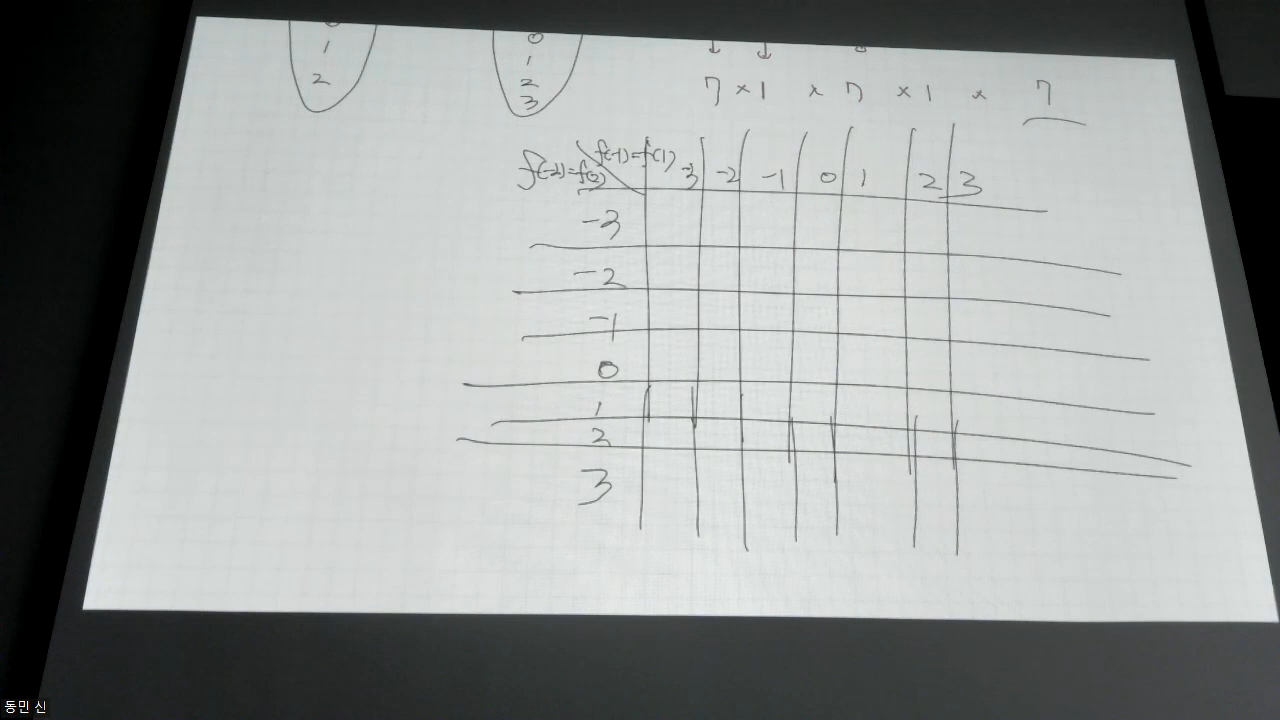 0 0
1 1
2 2
3
7 × 1 × 7 × 1 × 7
f(-1)=f(1) -3 -2 -1 0 1 2 3
f(-2)=f(2)
-3
-2
-1
0
1
2
3
동민 신